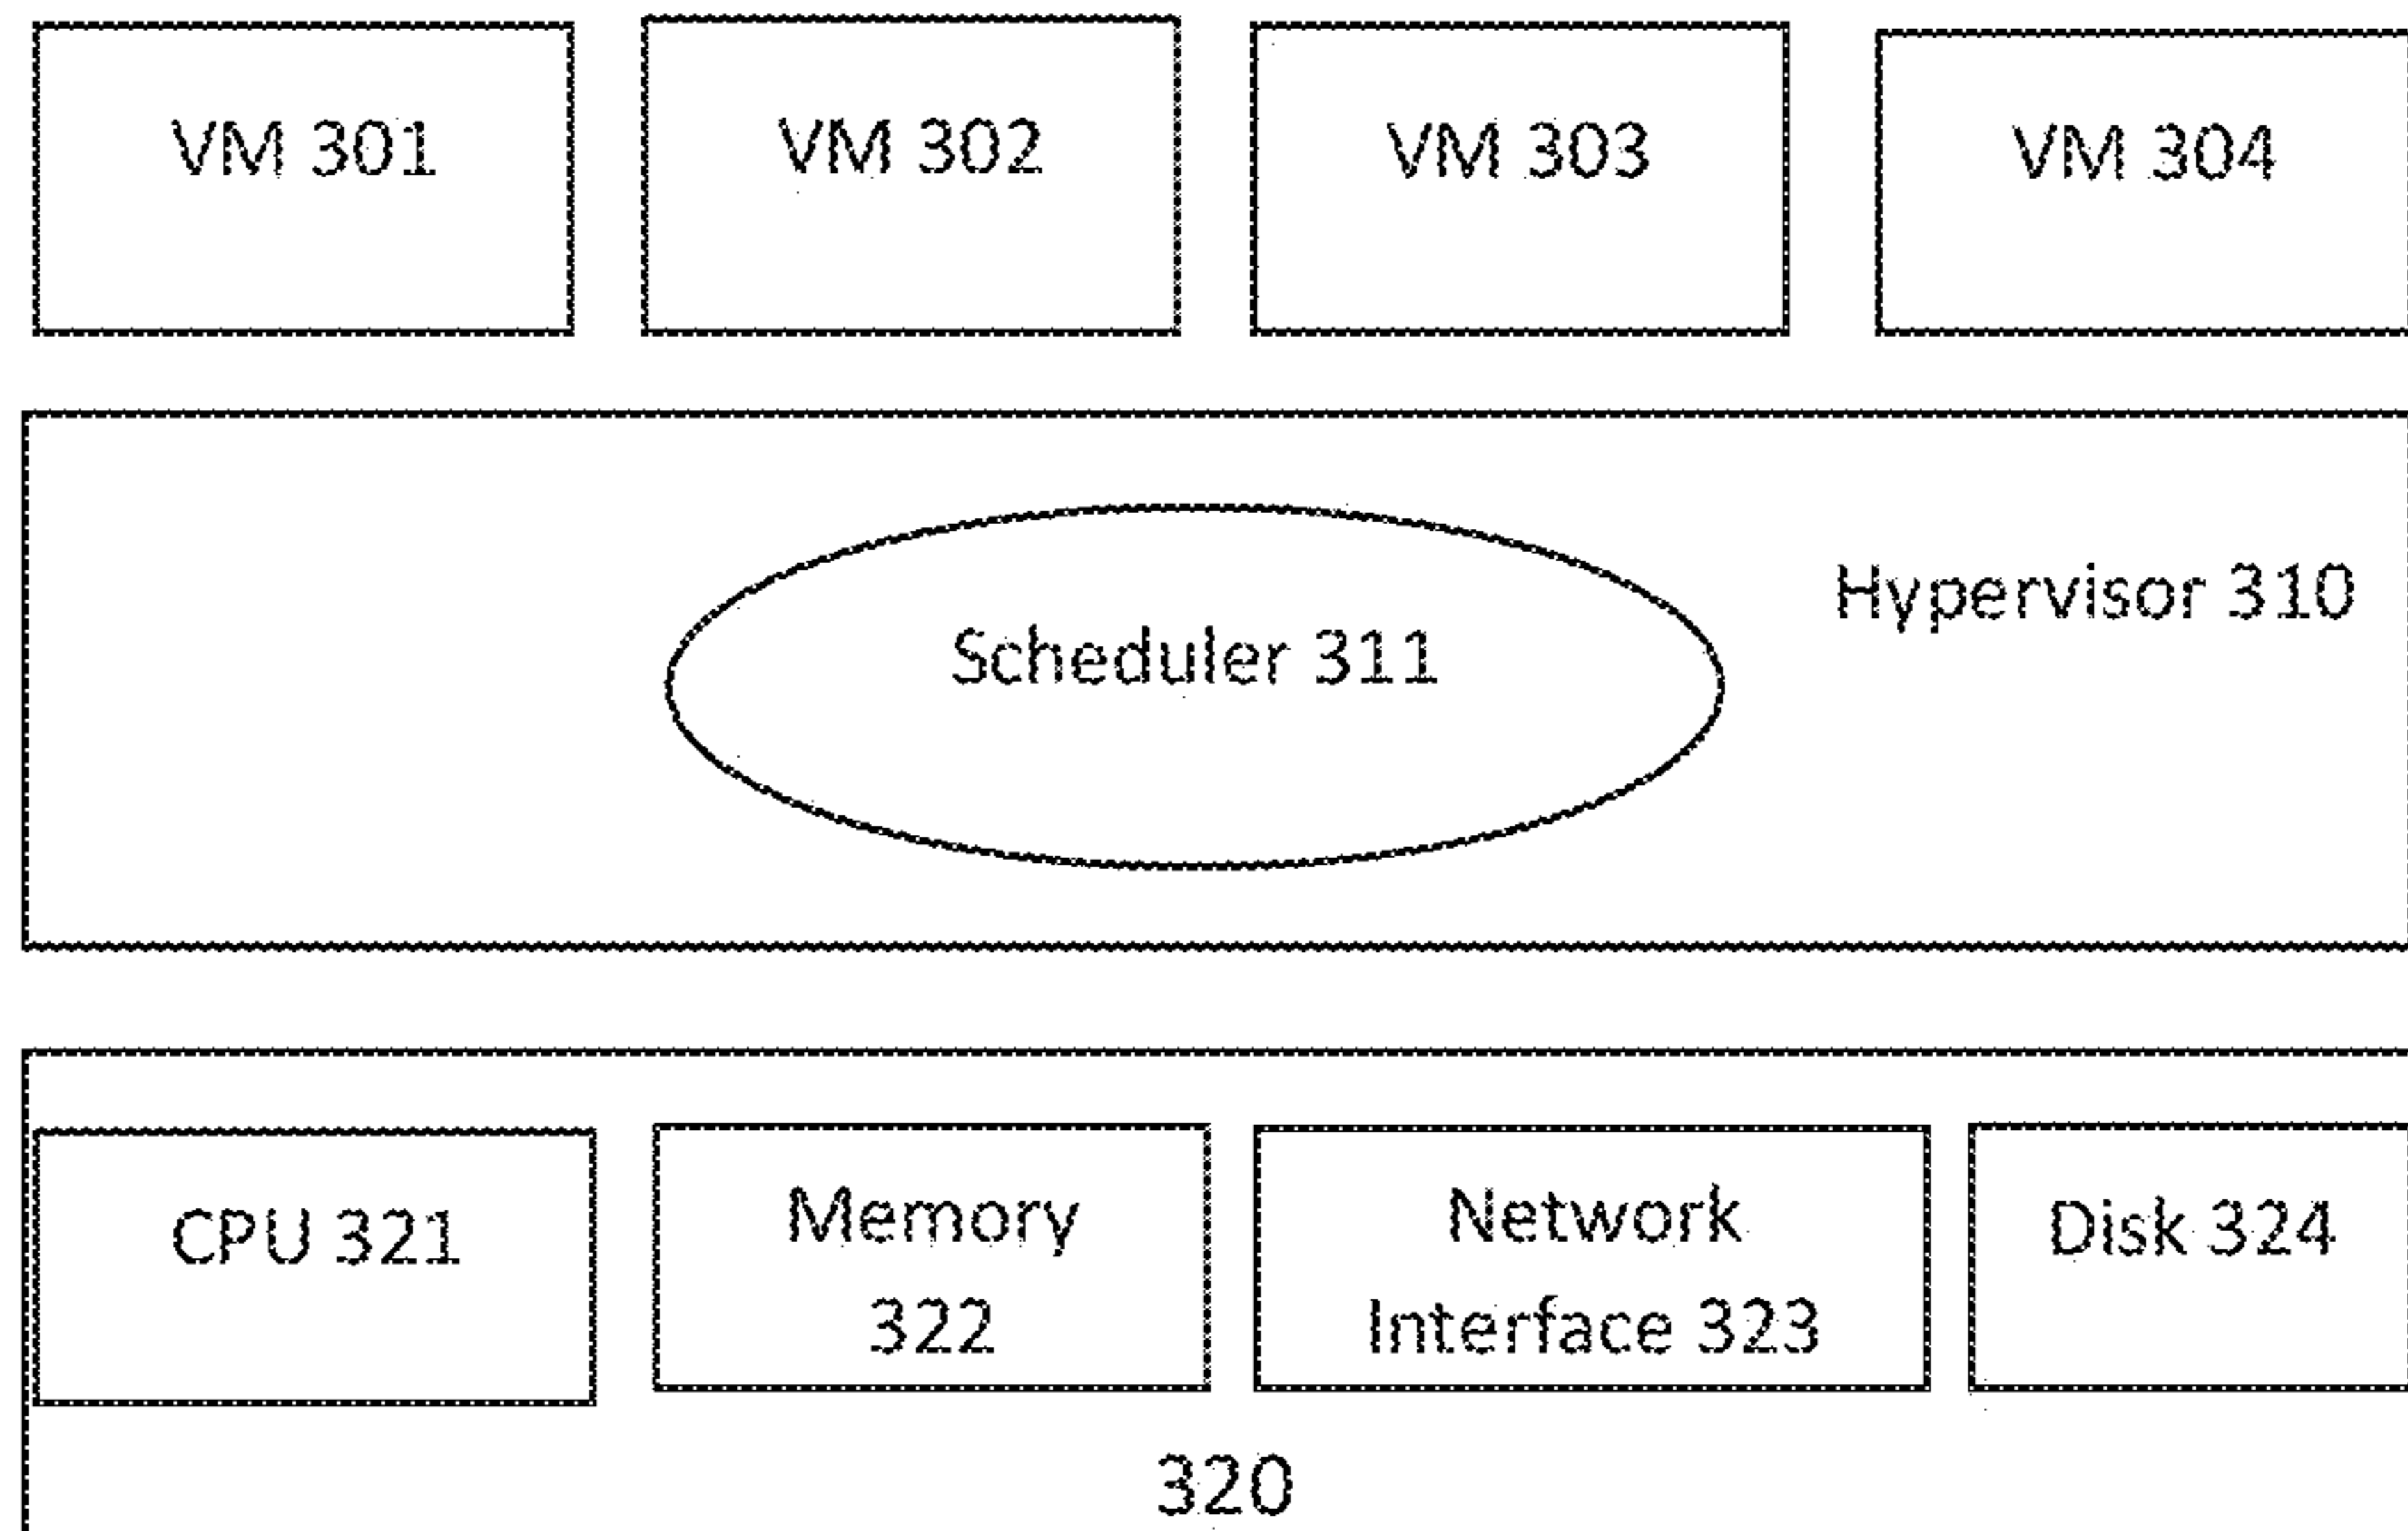 VM 301
VM 302
VM 303
VM 304
Hypervisor 310
Scheduler 311
CPU 321
Memory
322
Network
Interface 323
Disk 324
320